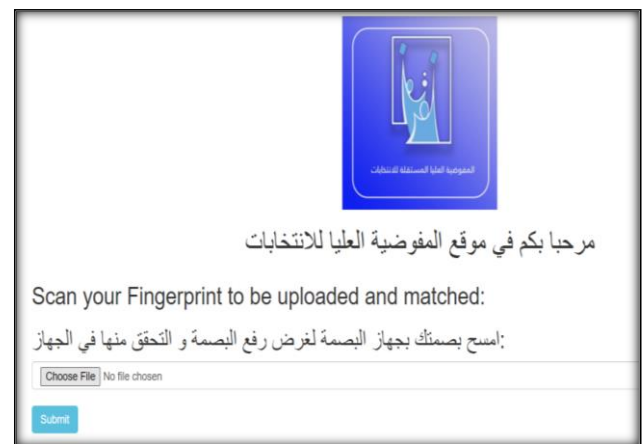 المفوضية العليا المستقلة للانتخابات
مرحبا بكم في موقع المفوضية العليا للانتخابات
Scan your Fingerprint to be uploaded and matched:
امسح بصمتك بجهاز البصمة لغرض رفع البصمة و التحقق منها في الجهاز:
Choose File No file chosen
Submit